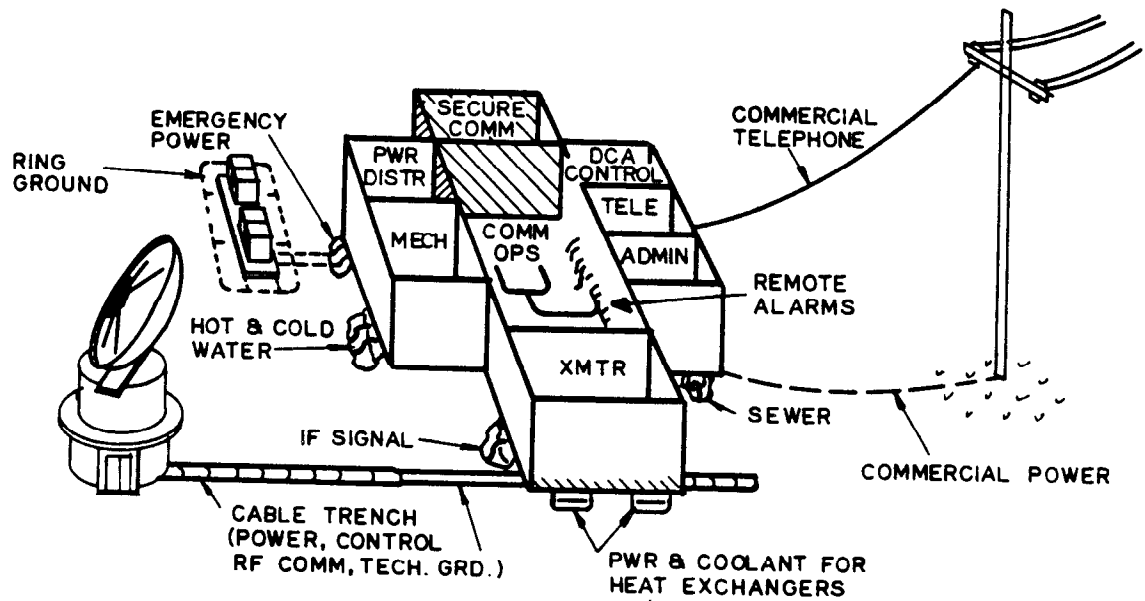 SECURE
COMM
EMERGENCY
POWER
RING
GROUND
PWR
DISTR
DCA
CONTROL
COMMERCIAL
TELEPHONE
TELE
MECH
COMM
OPS
ADMIN
REMOTE
ALARMS
HOT & COLD
WATER
XMTR
SEWER
IF SIGNAL
COMMERCIAL POWER
CABLE TRENCH
(POWER, CONTROL
RF COMM, TECH. GRD.)
PWR & COOLANT FOR
HEAT EXCHANGERS